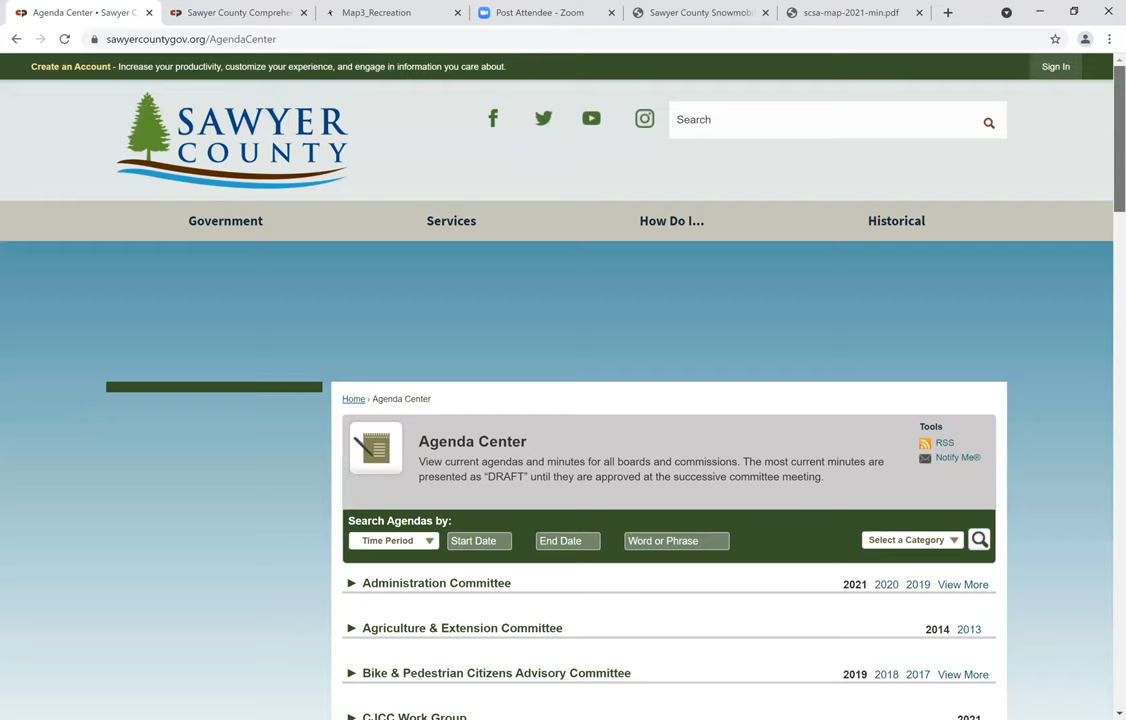 Agenda Center • Sawyer C
Sawyer County Comprehe
Map3_Recreation
Post Attendee - Zoom
Sawyer County Snowmobi
scsa-map-2021-min.pdf
sawyercountygov.org/AgendaCenter
Create an Account - Increase your productivity, customize your experience, and engage in information you care about.
Sign In
SAWYER
COUNTY
Search
Government
Services
How Do I...
Historical
Home › Agenda Center
Agenda Center
View current agendas and minutes for all boards and commissions. The most current minutes are
presented as “DRAFT” until they are approved at the successive committee meeting.
Tools
RSS
Notify Me®
Search Agendas by:
Time Period
Start Date
End Date
Word or Phrase
Select a Category
Administration Committee
2021 2020 2019 View More
Agriculture & Extension Committee
2014 2013
Bike & Pedestrian Citizens Advisory Committee
2019 2018 2017 View More
CJCC Work Group
2021